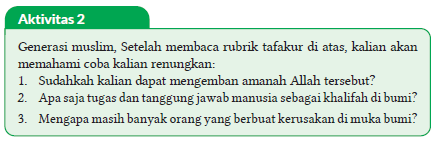 Aktivitas 2
Generasi muslim, Setelah membaca rubrik tafakur di atas, kalian akan
memahami coba kalian renungkan:
1. Sudahkah kalian dapat mengemban amanah Allah tersebut?
2. Apa saja tugas dan tanggung jawab manusia sebagai khalifah di bumi?
3. Mengapa masih banyak orang yang berbuat kerusakan di muka bumi?